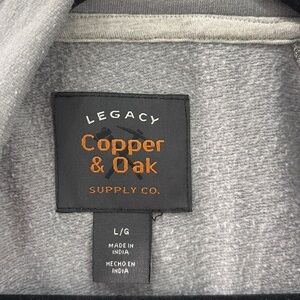 LEGACY
Copper
& Oak
SUPPLY CO.
L/G
MADE IN
INDIA
HECHO EN
INDIA